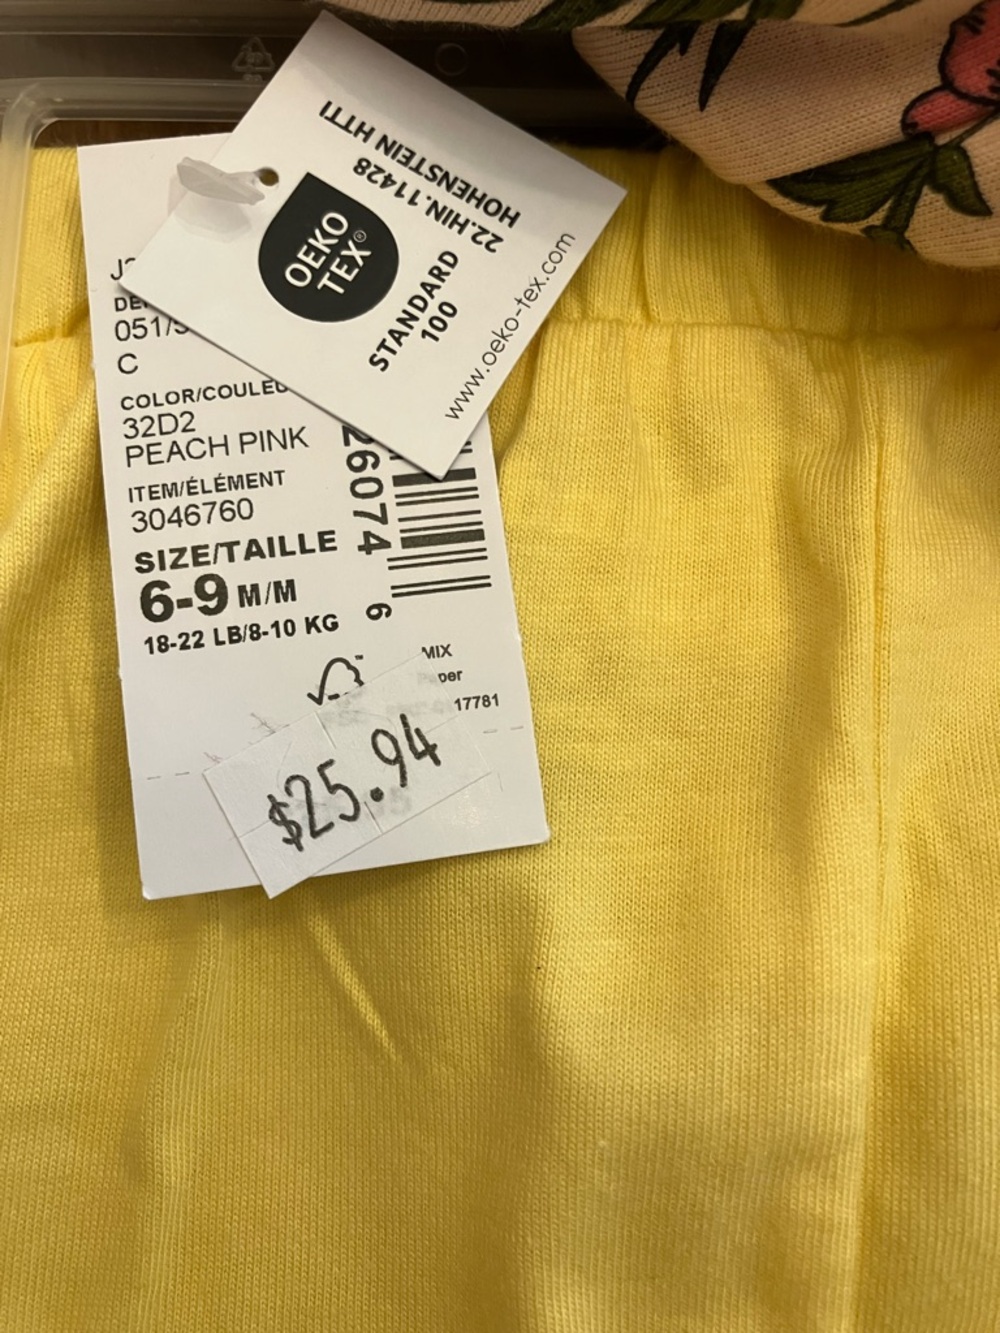 OEKO
TEX®
STANDARD
100
22.HIN.11428
HOHENSTEIN HTTI
www.oeko-tex.com
051/
C
COLOR/COULEU
32D2
PEACH PINK
ITEM/ÉLÉMENT
3046760
SIZE/TAILLE
6-9 M/M
18-22 LB/8-10 KG
26074 6
MIX
17781
$25.94